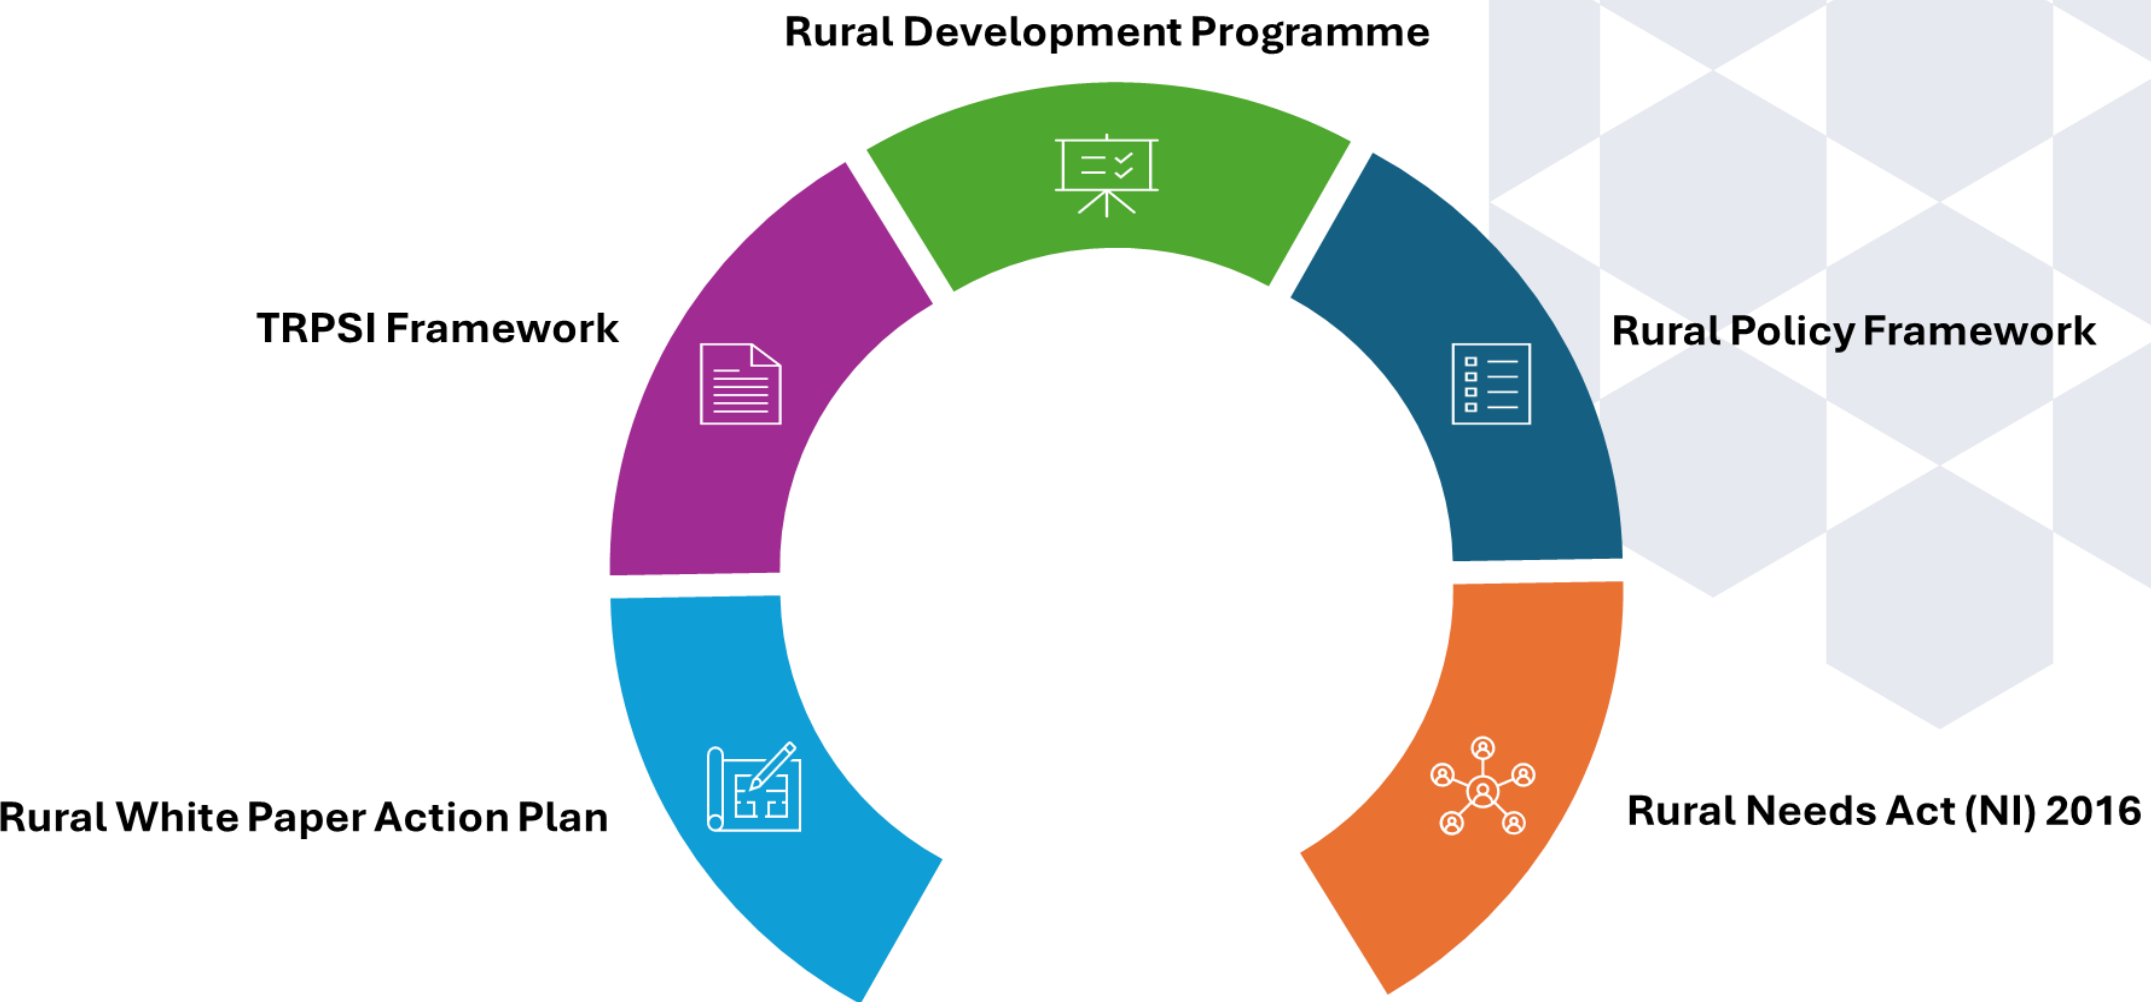 Rural Development Programme
TRPSI Framework
Rural Policy Framework
Rural White Paper Action Plan
Rural Needs Act (NI) 2016